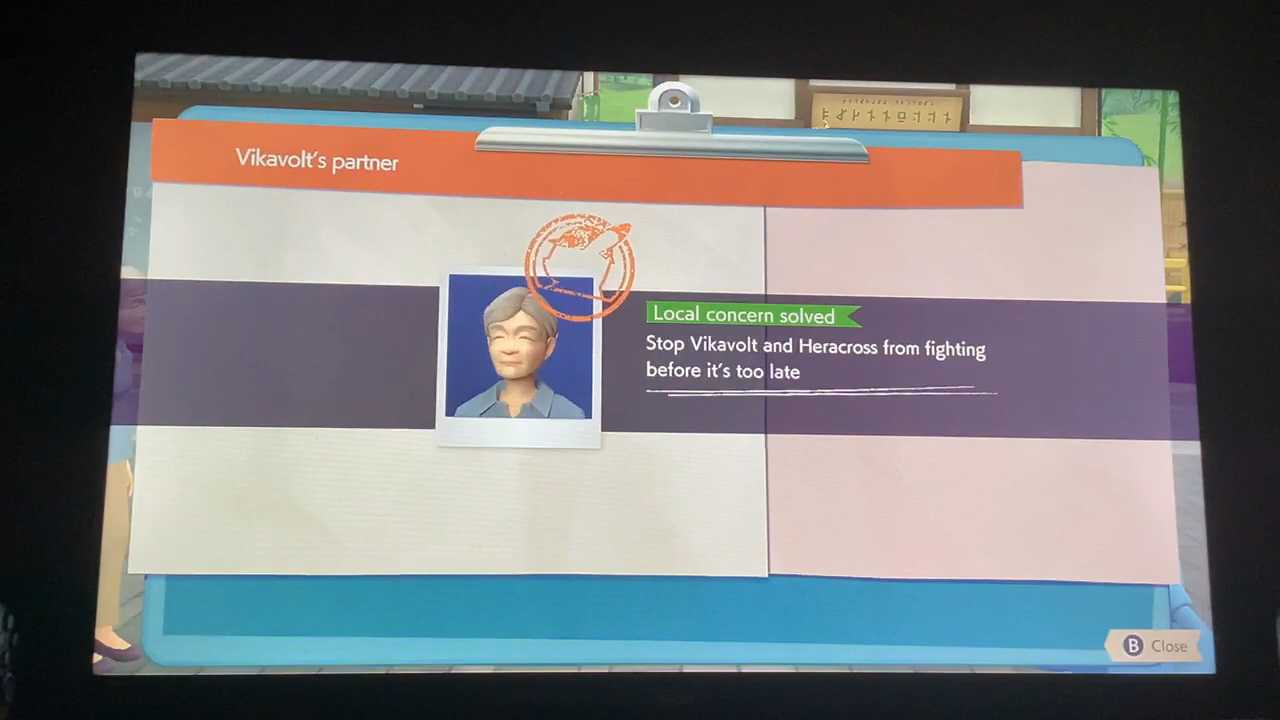 Vikavolt's partner
Local concern solved
Stop Vikavolt and Heracross from fighting
before it's too late
B Close